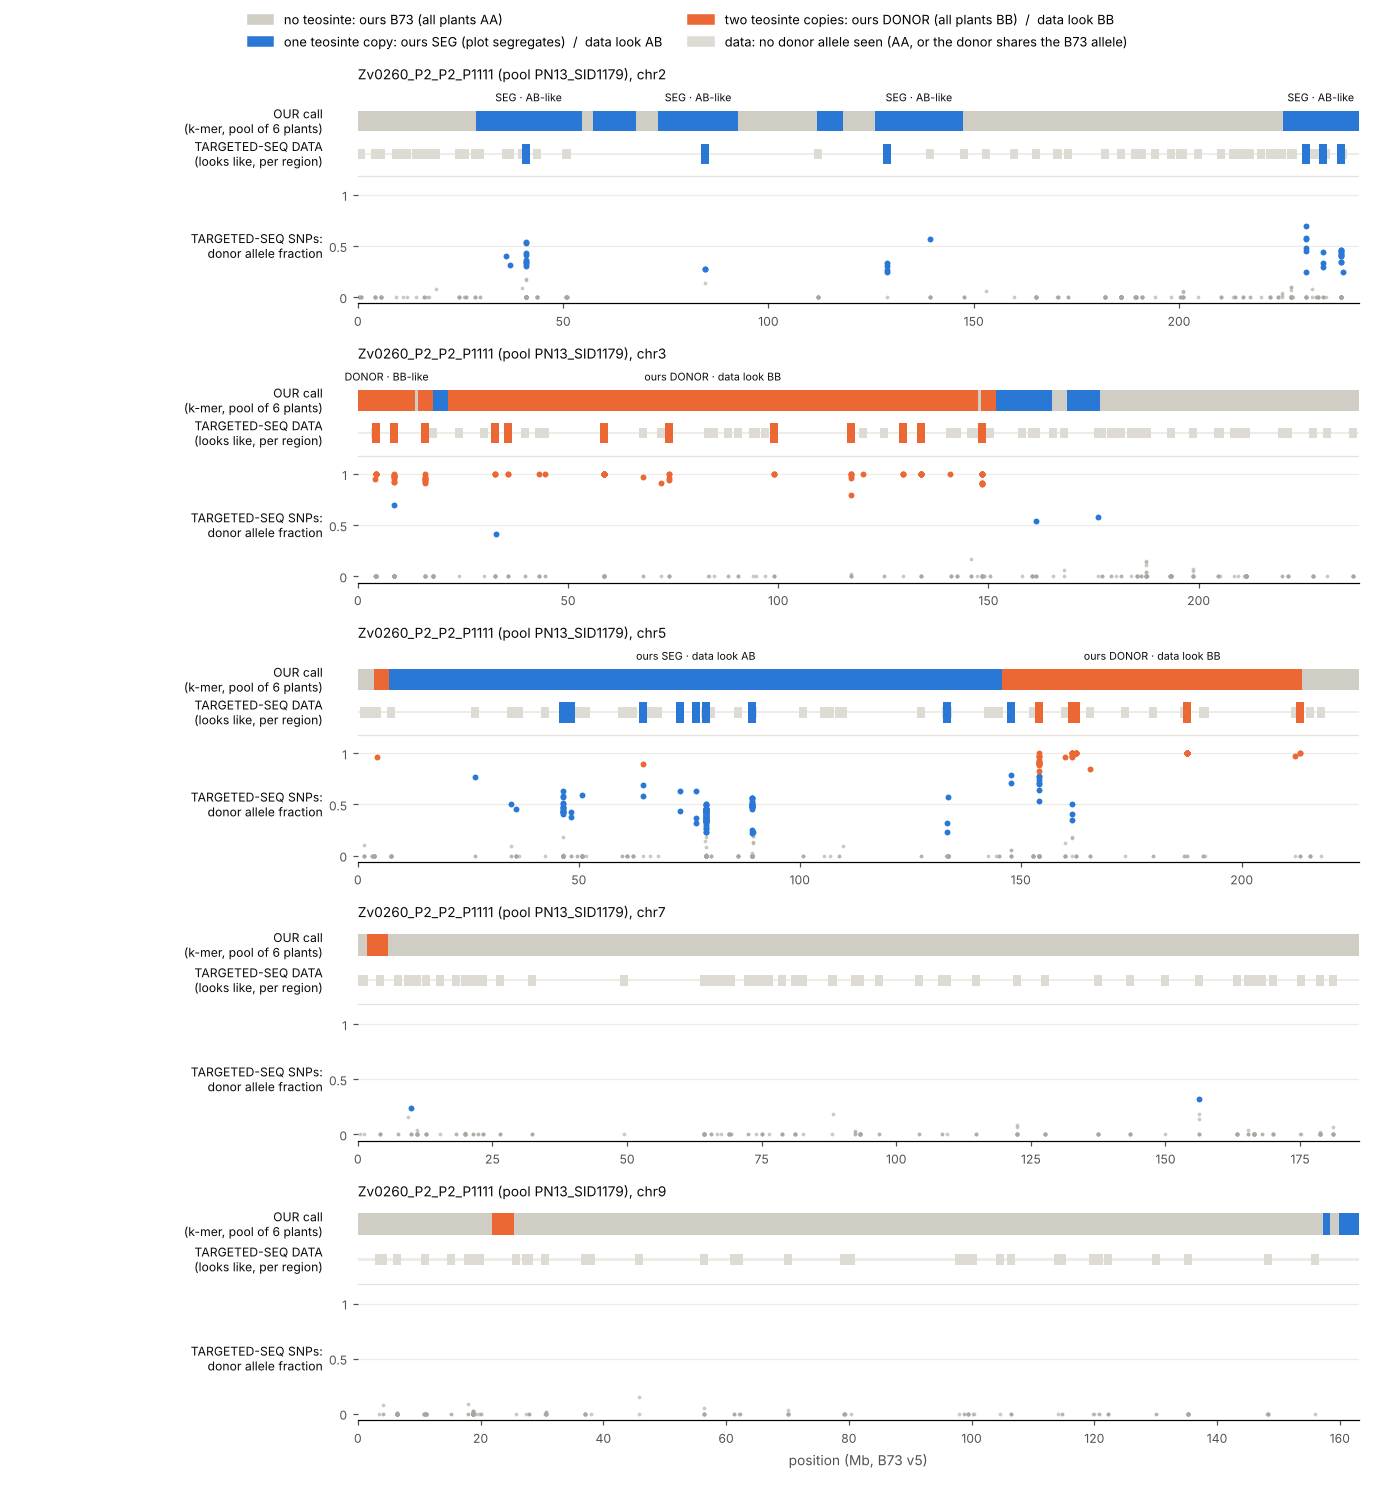 no teosinte: ours B73 (all plants AA)
two teosinte copies: ours DONOR (all plants BB)  /  data look BB
one teosinte copy: ours SEG (plot segregates)  /  data look AB
data: no donor allele seen (AA, or the donor shares the B73 allele)
Zv0260_P2_P2_P1111 (pool PN13_SID1179), chr2
SEG · AB-like SEG · AB-like SEG · AB-like SEG · AB-like
OUR call
(k-mer, pool of 6 plants)
TARGETED-SEQ DATA
(looks like, per region)
1
TARGETED-SEQ SNPs:
donor allele fraction
0.5
0
0 50 100 150 200
Zv0260_P2_P2_P1111 (pool PN13_SID1179), chr3
DONOR · BB-like ours DONOR · data look BB
OUR call
(k-mer, pool of 6 plants)
TARGETED-SEQ DATA
(looks like, per region)
1
TARGETED-SEQ SNPs:
donor allele fraction
0.5
0
0 50 100 150 200
Zv0260_P2_P2_P1111 (pool PN13_SID1179), chr5
ours SEG · data look AB ours DONOR · data look BB
OUR call
(k-mer, pool of 6 plants)
TARGETED-SEQ DATA
(looks like, per region)
1
TARGETED-SEQ SNPs:
donor allele fraction
0.5
0
0 50 100 150 200
Zv0260_P2_P2_P1111 (pool PN13_SID1179), chr7
OUR call
(k-mer, pool of 6 plants)
TARGETED-SEQ DATA
(looks like, per region)
1
TARGETED-SEQ SNPs:
donor allele fraction
0.5
0
0 25 50 75 100 125 150 175
Zv0260_P2_P2_P1111 (pool PN13_SID1179), chr9
OUR call
(k-mer, pool of 6 plants)
TARGETED-SEQ DATA
(looks like, per region)
1
TARGETED-SEQ SNPs:
donor allele fraction
0.5
0
0 20 40 60 80 100 120 140 160
position (Mb, B73 v5)